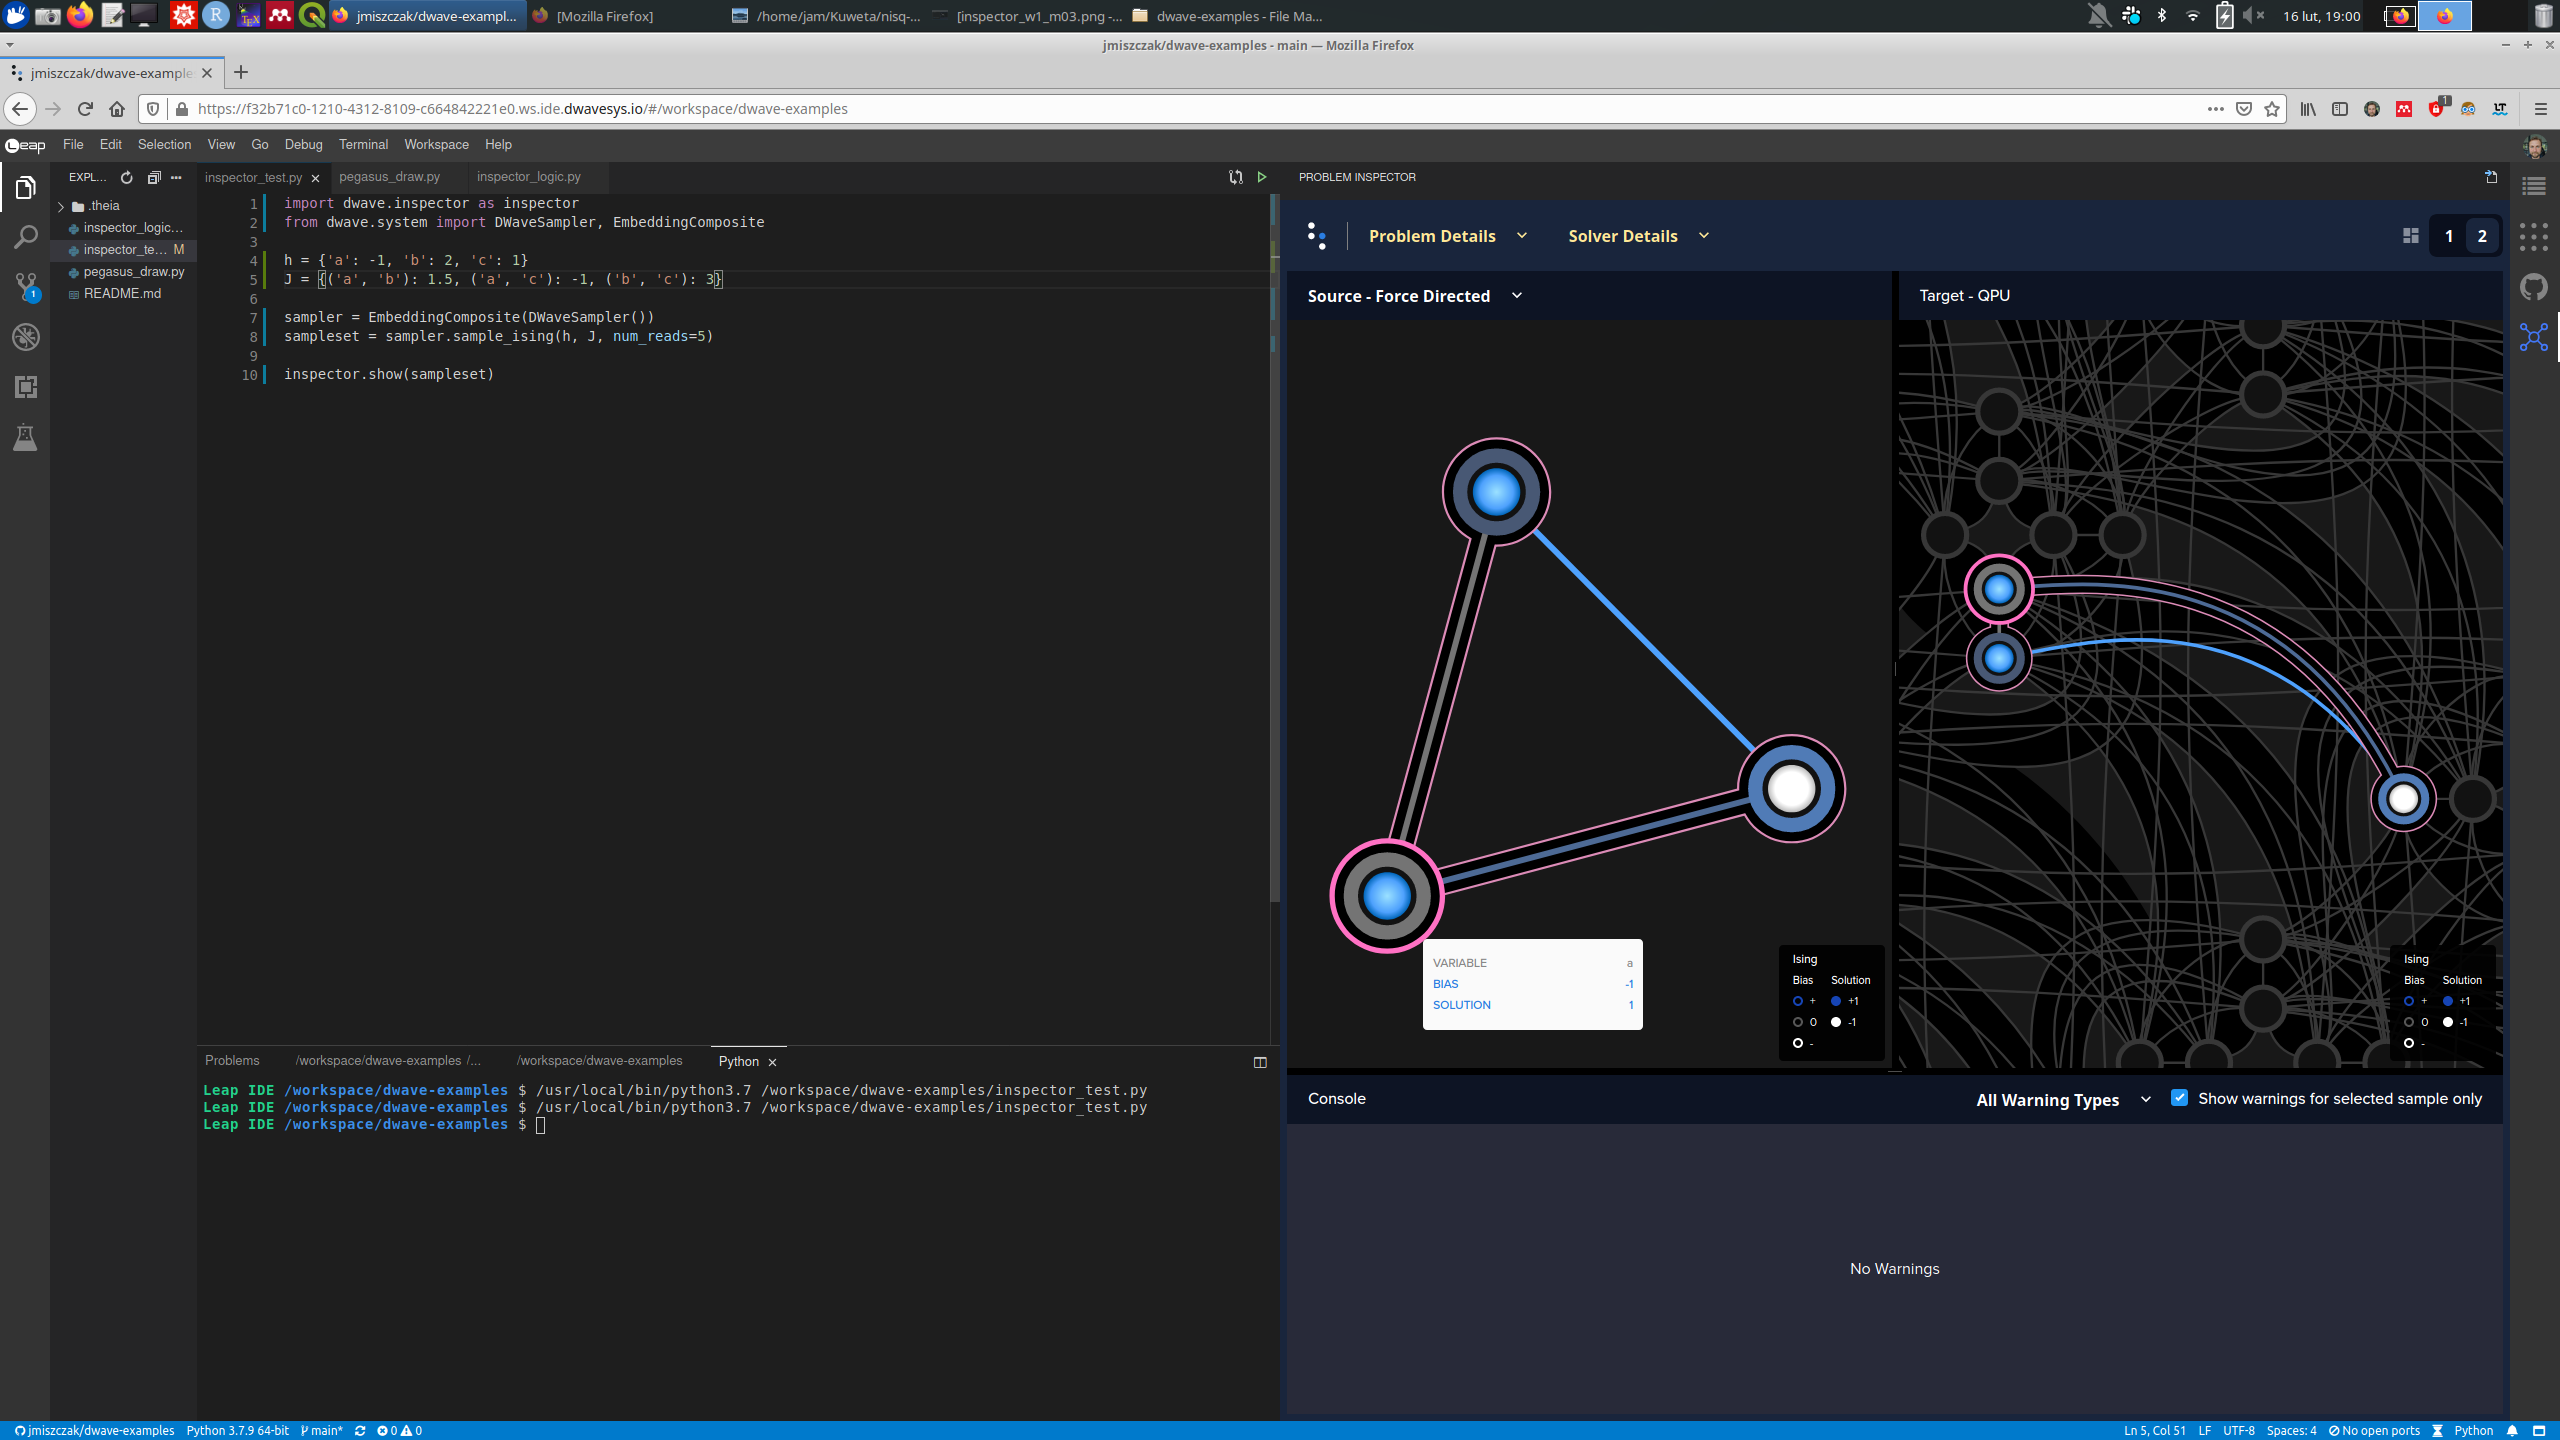 jmiszczak/dwave-exampl...
[Mozilla Firefox]
/home/jam/Kuweta/nisq-...
[inspector_w1_m03.png -...
dwave-examples - File Ma...
16 lut, 19:00
jmiszczak/dwave-examples - main — Mozilla Firefox
jmiszczak/dwave-example
https://f32b71c0-1210-4312-8109-c664842221e0.ws.ide.dwavesys.io/#/workspace/dwave-examples
1
Leap File Edit Selection View Go Debug Terminal Workspace Help
EXPL...
.theia
inspector_logic...
inspector_te... M
pegasus_draw.py
README.md
1
inspector_test.py
pegasus_draw.py
inspector_logic.py
1 import dwave.inspector as inspector
2 from dwave.system import DWaveSampler, EmbeddingComposite
3
4 h = {'a': -1, 'b': 2, 'c': 1}
5 J = {('a', 'b'): 1.5, ('a', 'c'): -1, ('b', 'c'): 3}
6
7 sampler = EmbeddingComposite(DWaveSampler())
8 sampleset = sampler.sample_ising(h, J, num_reads=5)
9
10 inspector.show(sampleset)
PROBLEM INSPECTOR
Problem Details
Solver Details
1 2
Source - Force Directed
Target - QPU
VARIABLE a
BIAS -1
SOLUTION 1
Ising
Bias Solution
+ +1
0 -1
-
Ising
Bias Solution
+ +1
0 -1
-
Console
All Warning Types
Show warnings for selected sample only
No Warnings
Problems
/workspace/dwave-examples /...
/workspace/dwave-examples
Python
Leap IDE /workspace/dwave-examples $ /usr/local/bin/python3.7 /workspace/dwave-examples/inspector_test.py
Leap IDE /workspace/dwave-examples $ /usr/local/bin/python3.7 /workspace/dwave-examples/inspector_test.py
Leap IDE /workspace/dwave-examples $
jmiszczak/dwave-examples Python 3.7.9 64-bit main* 0 0
Ln 5, Col 51 LF UTF-8 Spaces: 4 No open ports Python